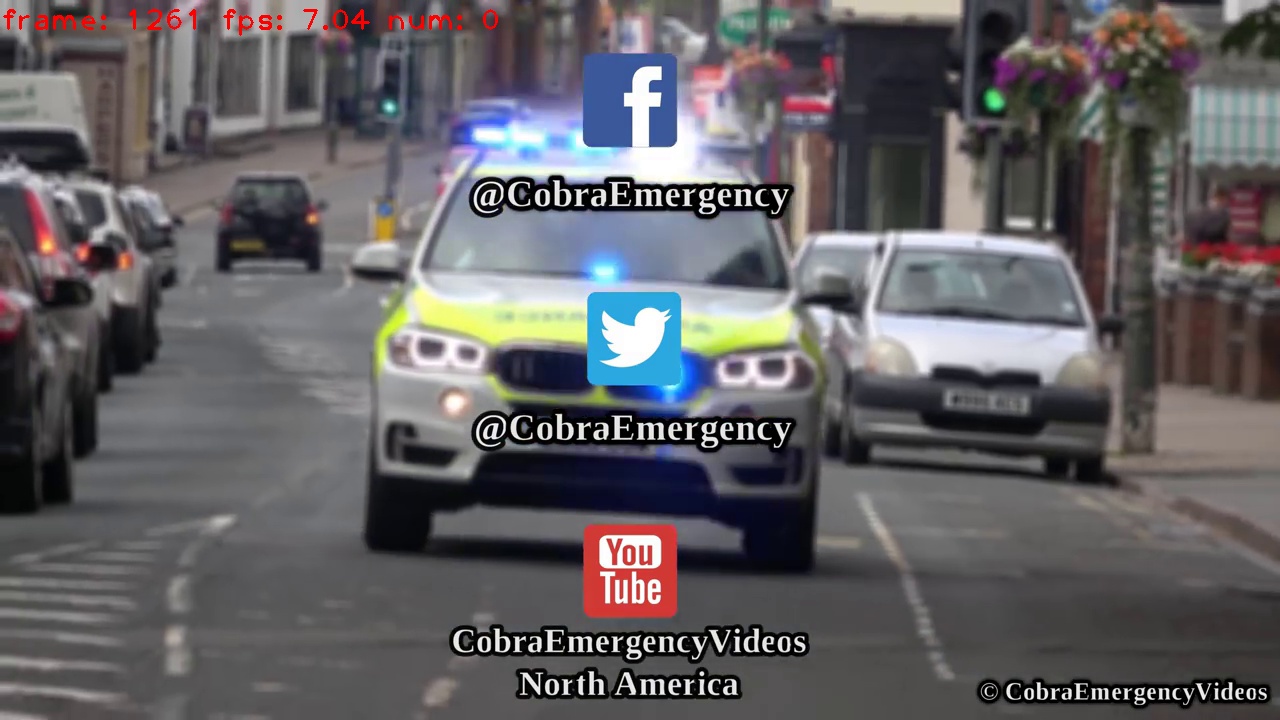 frame: 1261 fps: 7.04 num: 0
f
@CobraEmergency
@CobraEmergency
You
Tube
CobraEmergencyVideos
North America
© CobraEmergencyVideos